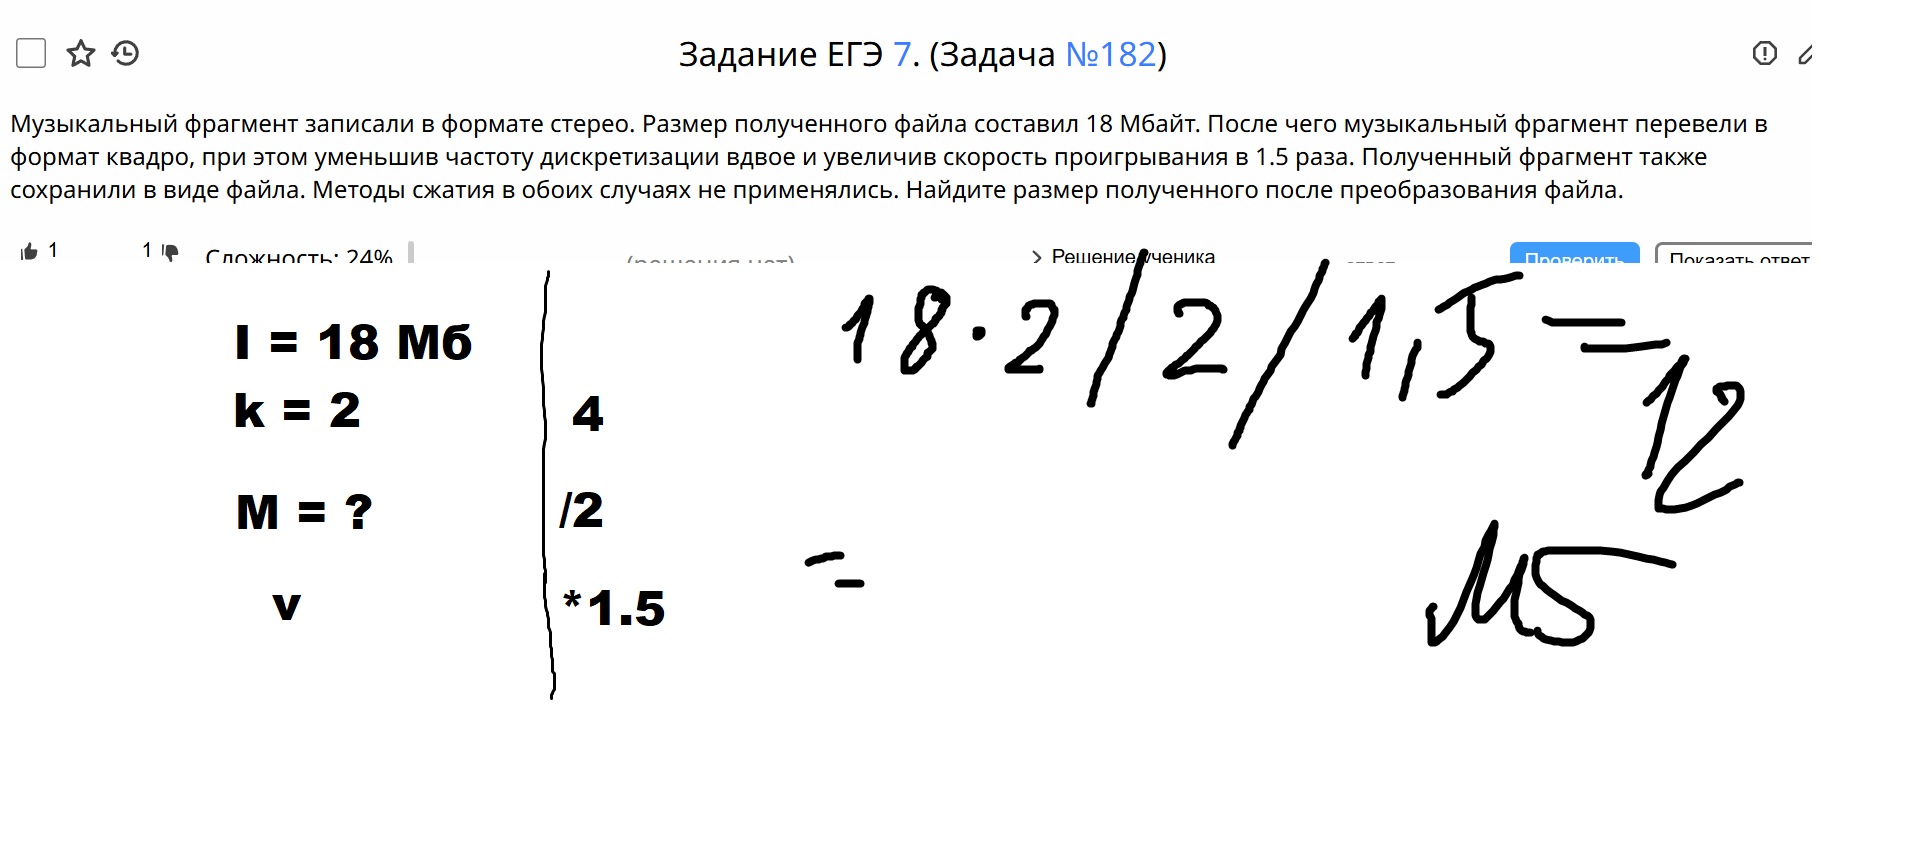 Задание ЕГЭ 7. (Задача №182)
Музыкальный фрагмент записали в формате стерео. Размер полученного файла составил 18 Мбайт. После чего музыкальный фрагмент перевели в
формат квадро, при этом уменьшив частоту дискретизации вдвое и увеличив скорость проигрывания в 1.5 раза. Полученный фрагмент также
сохранили в виде файла. Методы сжатия в обоих случаях не применялись. Найдите размер полученного после преобразования файла.
1 1 Сложность: 24% (решения нет) Решение ученика ответ Проверить Показать ответ
18·2/2/1,5=12
I = 18 Мб
k = 2 4
M = ? /2
= Мб
v *1.5